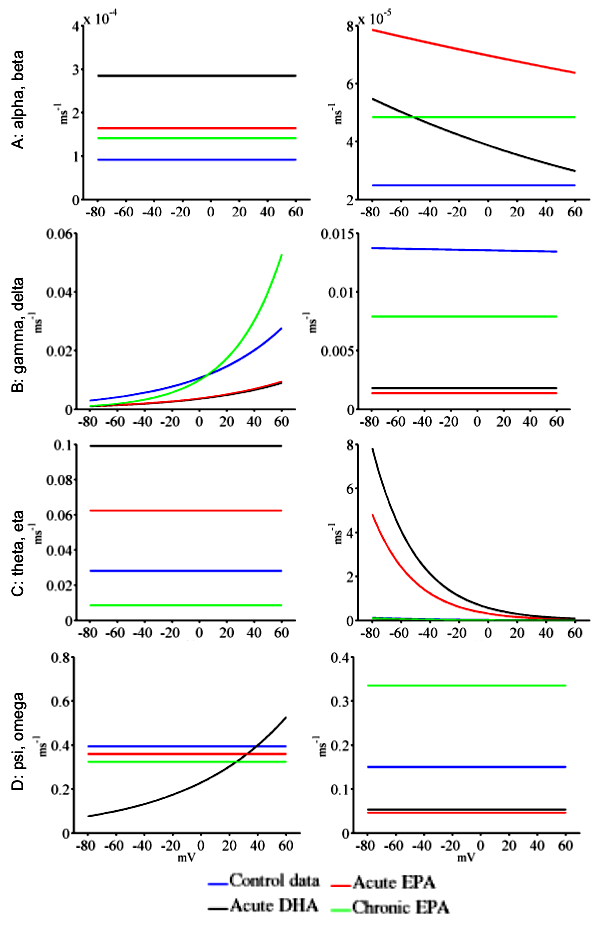 x 10⁻⁴ x 10⁻⁵
4 8
3 6
2 4
1
0 2
ms⁻¹ ms⁻¹
A: alpha, beta
-80 -60 -40 -20 0 20 40 60 -80 -60 -40 -20 0 20 40 60
0.06 0.015
0.04 0.01
0.02 0.005
0 0
ms⁻¹ ms⁻¹
B: gamma, delta
-80 -60 -40 -20 0 20 40 60 -80 -60 -40 -20 0 20 40 60
0.1 8
0.08 6
0.06 4
0.04 2
0.02
0 0
ms⁻¹ ms⁻¹
C: theta, eta
-80 -60 -40 -20 0 20 40 60 -80 -60 -40 -20 0 20 40 60
0.8 0.4
0.6 0.3
0.4 0.2
0.2 0.1
0 0
ms⁻¹ ms⁻¹
D: psi, omega
-80 -60 -40 -20 0 20 40 60 -80 -60 -40 -20 0 20 40 60
mV mV
Control data Acute EPA
Acute DHA Chronic EPA